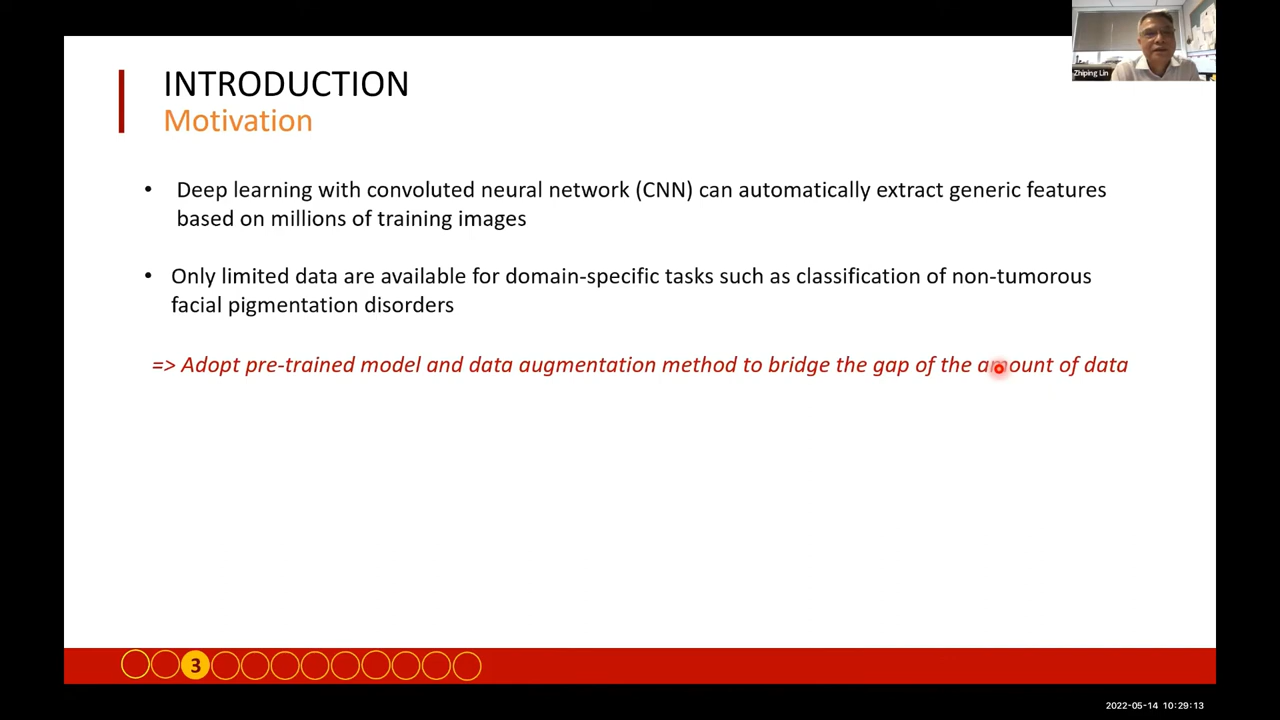 Zhiping Lin
INTRODUCTION
Motivation
• Deep learning with convoluted neural network (CNN) can automatically extract generic features
based on millions of training images
• Only limited data are available for domain-specific tasks such as classification of non-tumorous
facial pigmentation disorders
=> Adopt pre-trained model and data augmentation method to bridge the gap of the amount of data
3
2022-05-14 10:29:13